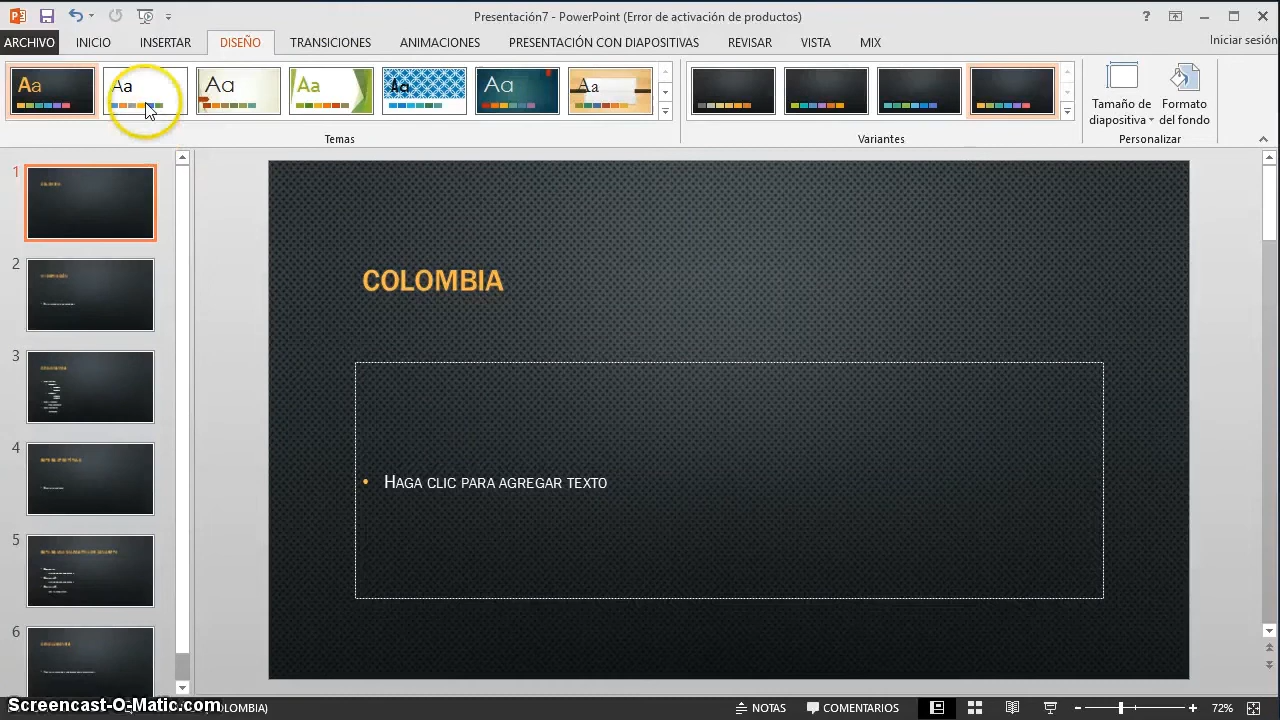 Presentación7 - PowerPoint (Error de activación de productos)
?
ARCHIVO INICIO INSERTAR DISEÑO TRANSICIONES ANIMACIONES PRESENTACIÓN CON DIAPOSITIVAS REVISAR VISTA MIX Iniciar sesión
Aa Aa Aa Aa Aa Aa Aa
Tamaño de diapositiva
Formato del fondo
Temas Variantes Personalizar
1
2
3
4
5
6
COLOMBIA
• HAGA CLIC PARA AGREGAR TEXTO
Screencast-O-Matic.com
OLOMBIA)
NOTAS COMENTARIOS 72%